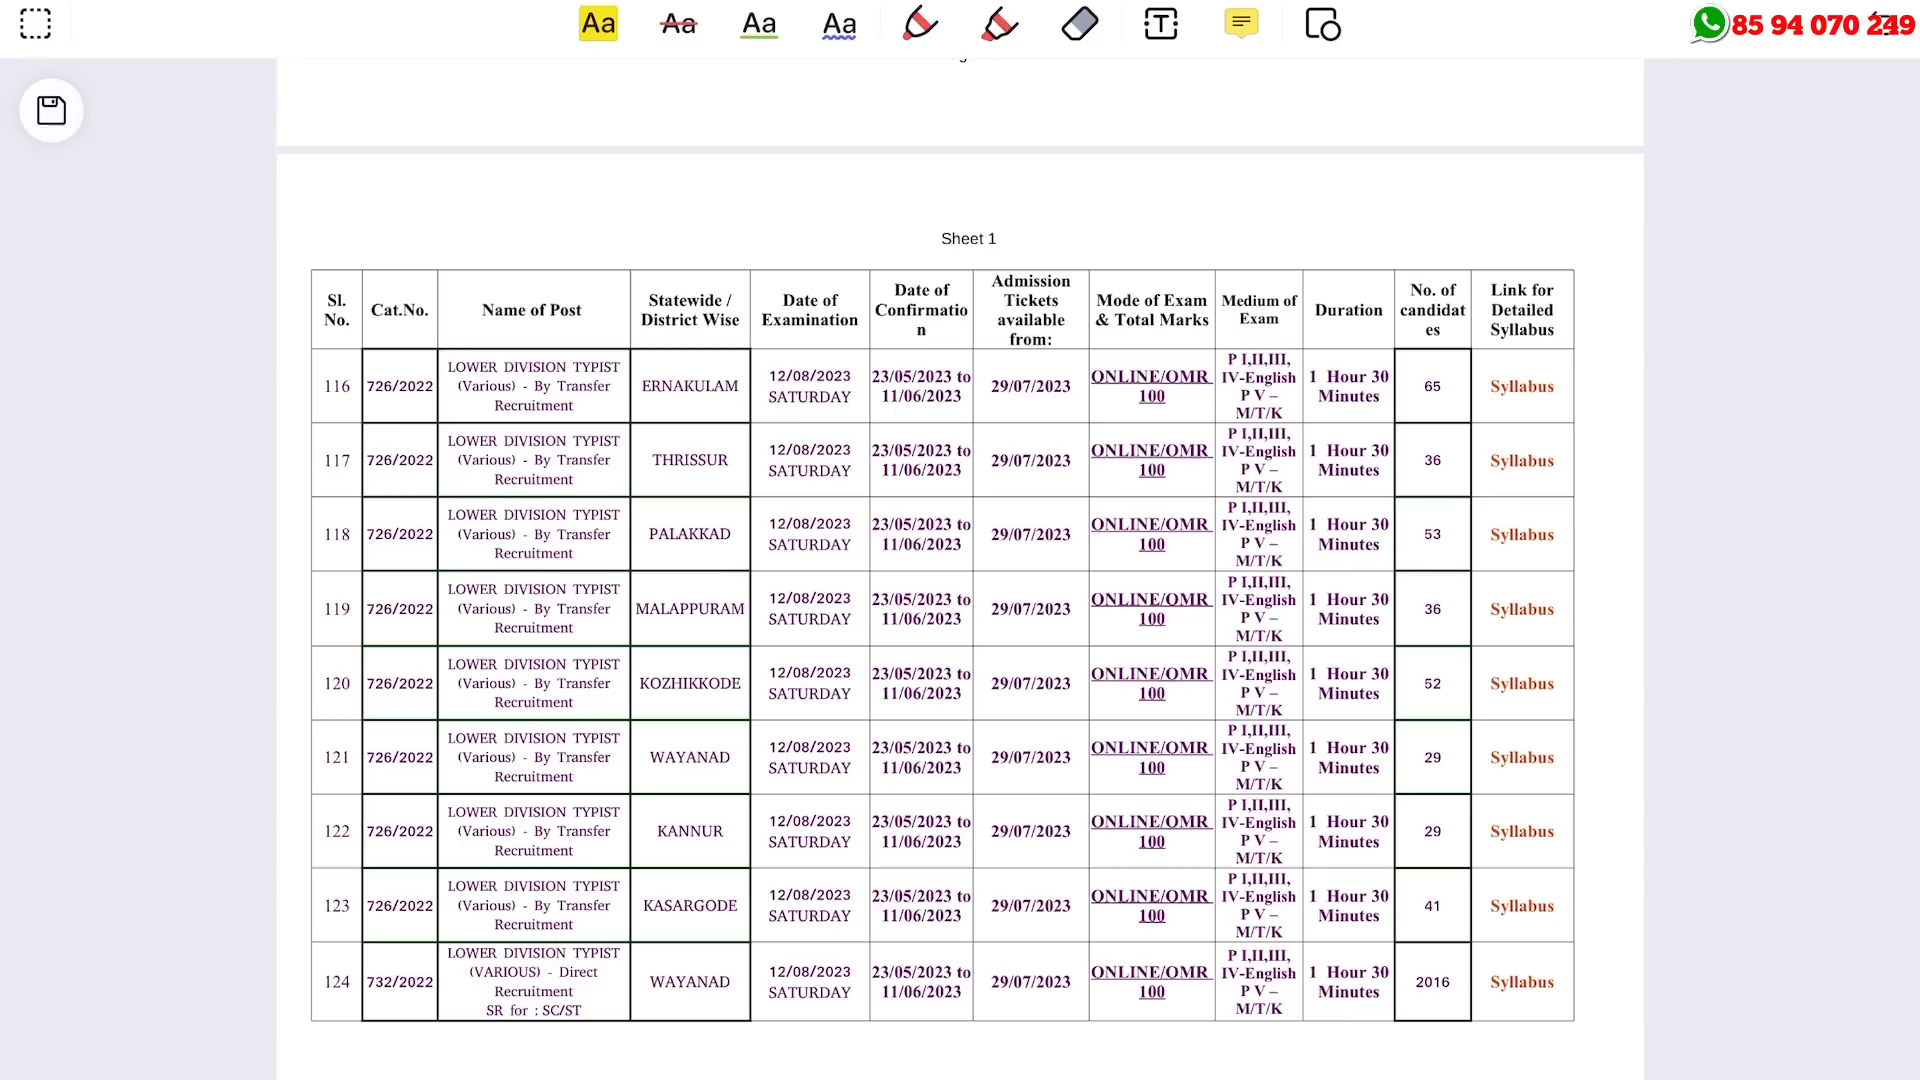 Aa Aa Aa Aa T
85 94 070 249
Sheet 1
Sl. No. Cat.No. Name of Post Statewide / District Wise Date of Examination Date of Confirmatio n Admission Tickets available from: Mode of Exam & Total Marks Medium of Exam Duration No. of candidat es Link for Detailed Syllabus
116 726/2022 LOWER DIVISION TYPIST (Various) - By Transfer Recruitment ERNAKULAM 12/08/2023 SATURDAY 23/05/2023 to 11/06/2023 29/07/2023 ONLINE/OMR 100 P I,II,III, IV-English P V – M/T/K 1 Hour 30 Minutes 65 Syllabus
117 726/2022 LOWER DIVISION TYPIST (Various) - By Transfer Recruitment THRISSUR 12/08/2023 SATURDAY 23/05/2023 to 11/06/2023 29/07/2023 ONLINE/OMR 100 P I,II,III, IV-English P V – M/T/K 1 Hour 30 Minutes 36 Syllabus
118 726/2022 LOWER DIVISION TYPIST (Various) - By Transfer Recruitment PALAKKAD 12/08/2023 SATURDAY 23/05/2023 to 11/06/2023 29/07/2023 ONLINE/OMR 100 P I,II,III, IV-English P V – M/T/K 1 Hour 30 Minutes 53 Syllabus
119 726/2022 LOWER DIVISION TYPIST (Various) - By Transfer Recruitment MALAPPURAM 12/08/2023 SATURDAY 23/05/2023 to 11/06/2023 29/07/2023 ONLINE/OMR 100 P I,II,III, IV-English P V – M/T/K 1 Hour 30 Minutes 36 Syllabus
120 726/2022 LOWER DIVISION TYPIST (Various) - By Transfer Recruitment KOZHIKKODE 12/08/2023 SATURDAY 23/05/2023 to 11/06/2023 29/07/2023 ONLINE/OMR 100 P I,II,III, IV-English P V – M/T/K 1 Hour 30 Minutes 52 Syllabus
121 726/2022 LOWER DIVISION TYPIST (Various) - By Transfer Recruitment WAYANAD 12/08/2023 SATURDAY 23/05/2023 to 11/06/2023 29/07/2023 ONLINE/OMR 100 P I,II,III, IV-English P V – M/T/K 1 Hour 30 Minutes 29 Syllabus
122 726/2022 LOWER DIVISION TYPIST (Various) - By Transfer Recruitment KANNUR 12/08/2023 SATURDAY 23/05/2023 to 11/06/2023 29/07/2023 ONLINE/OMR 100 P I,II,III, IV-English P V – M/T/K 1 Hour 30 Minutes 29 Syllabus
123 726/2022 LOWER DIVISION TYPIST (Various) - By Transfer Recruitment KASARGODE 12/08/2023 SATURDAY 23/05/2023 to 11/06/2023 29/07/2023 ONLINE/OMR 100 P I,II,III, IV-English P V – M/T/K 1 Hour 30 Minutes 41 Syllabus
124 732/2022 LOWER DIVISION TYPIST (VARIOUS) - Direct Recruitment SR for : SC/ST WAYANAD 12/08/2023 SATURDAY 23/05/2023 to 11/06/2023 29/07/2023 ONLINE/OMR 100 P I,II,III, IV-English P V – M/T/K 1 Hour 30 Minutes 2016 Syllabus